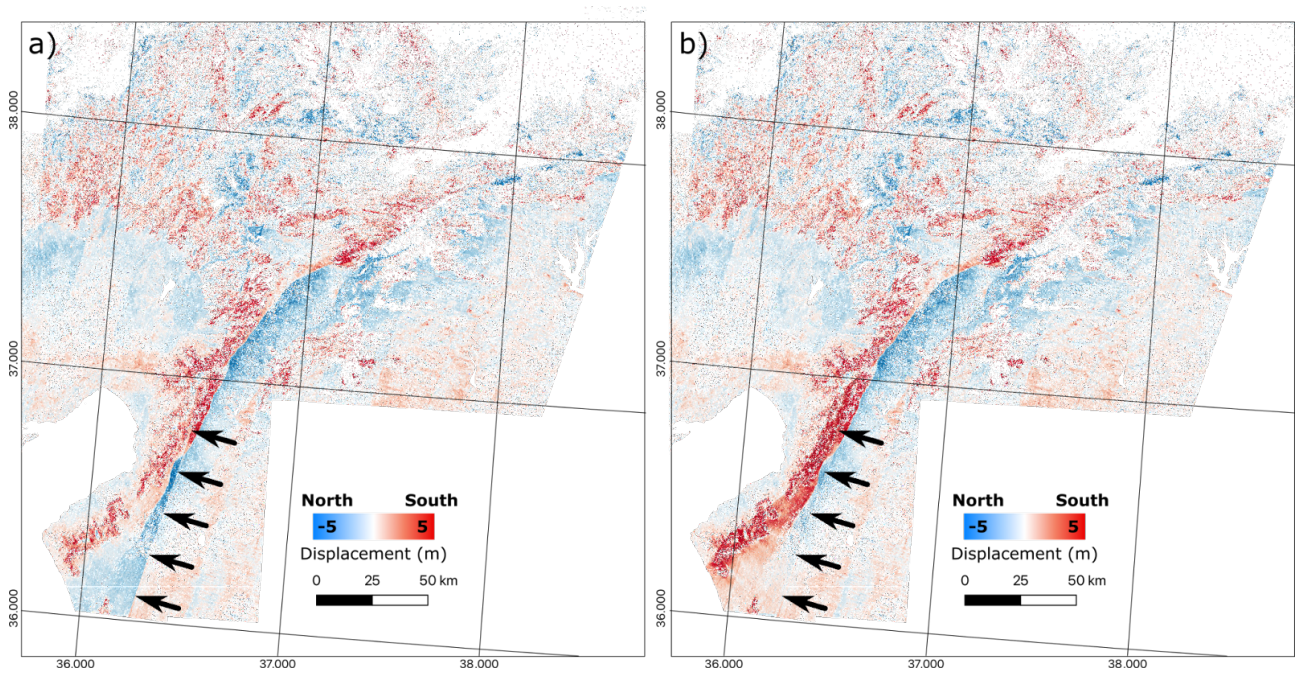 a)
38.000
37.000
36.000
North South
-5 5
Displacement (m)
0 25 50 km
36.000 37.000 38.000
b)
38.000
37.000
36.000
North South
-5 5
Displacement (m)
0 25 50 km
36.000 37.000 38.000